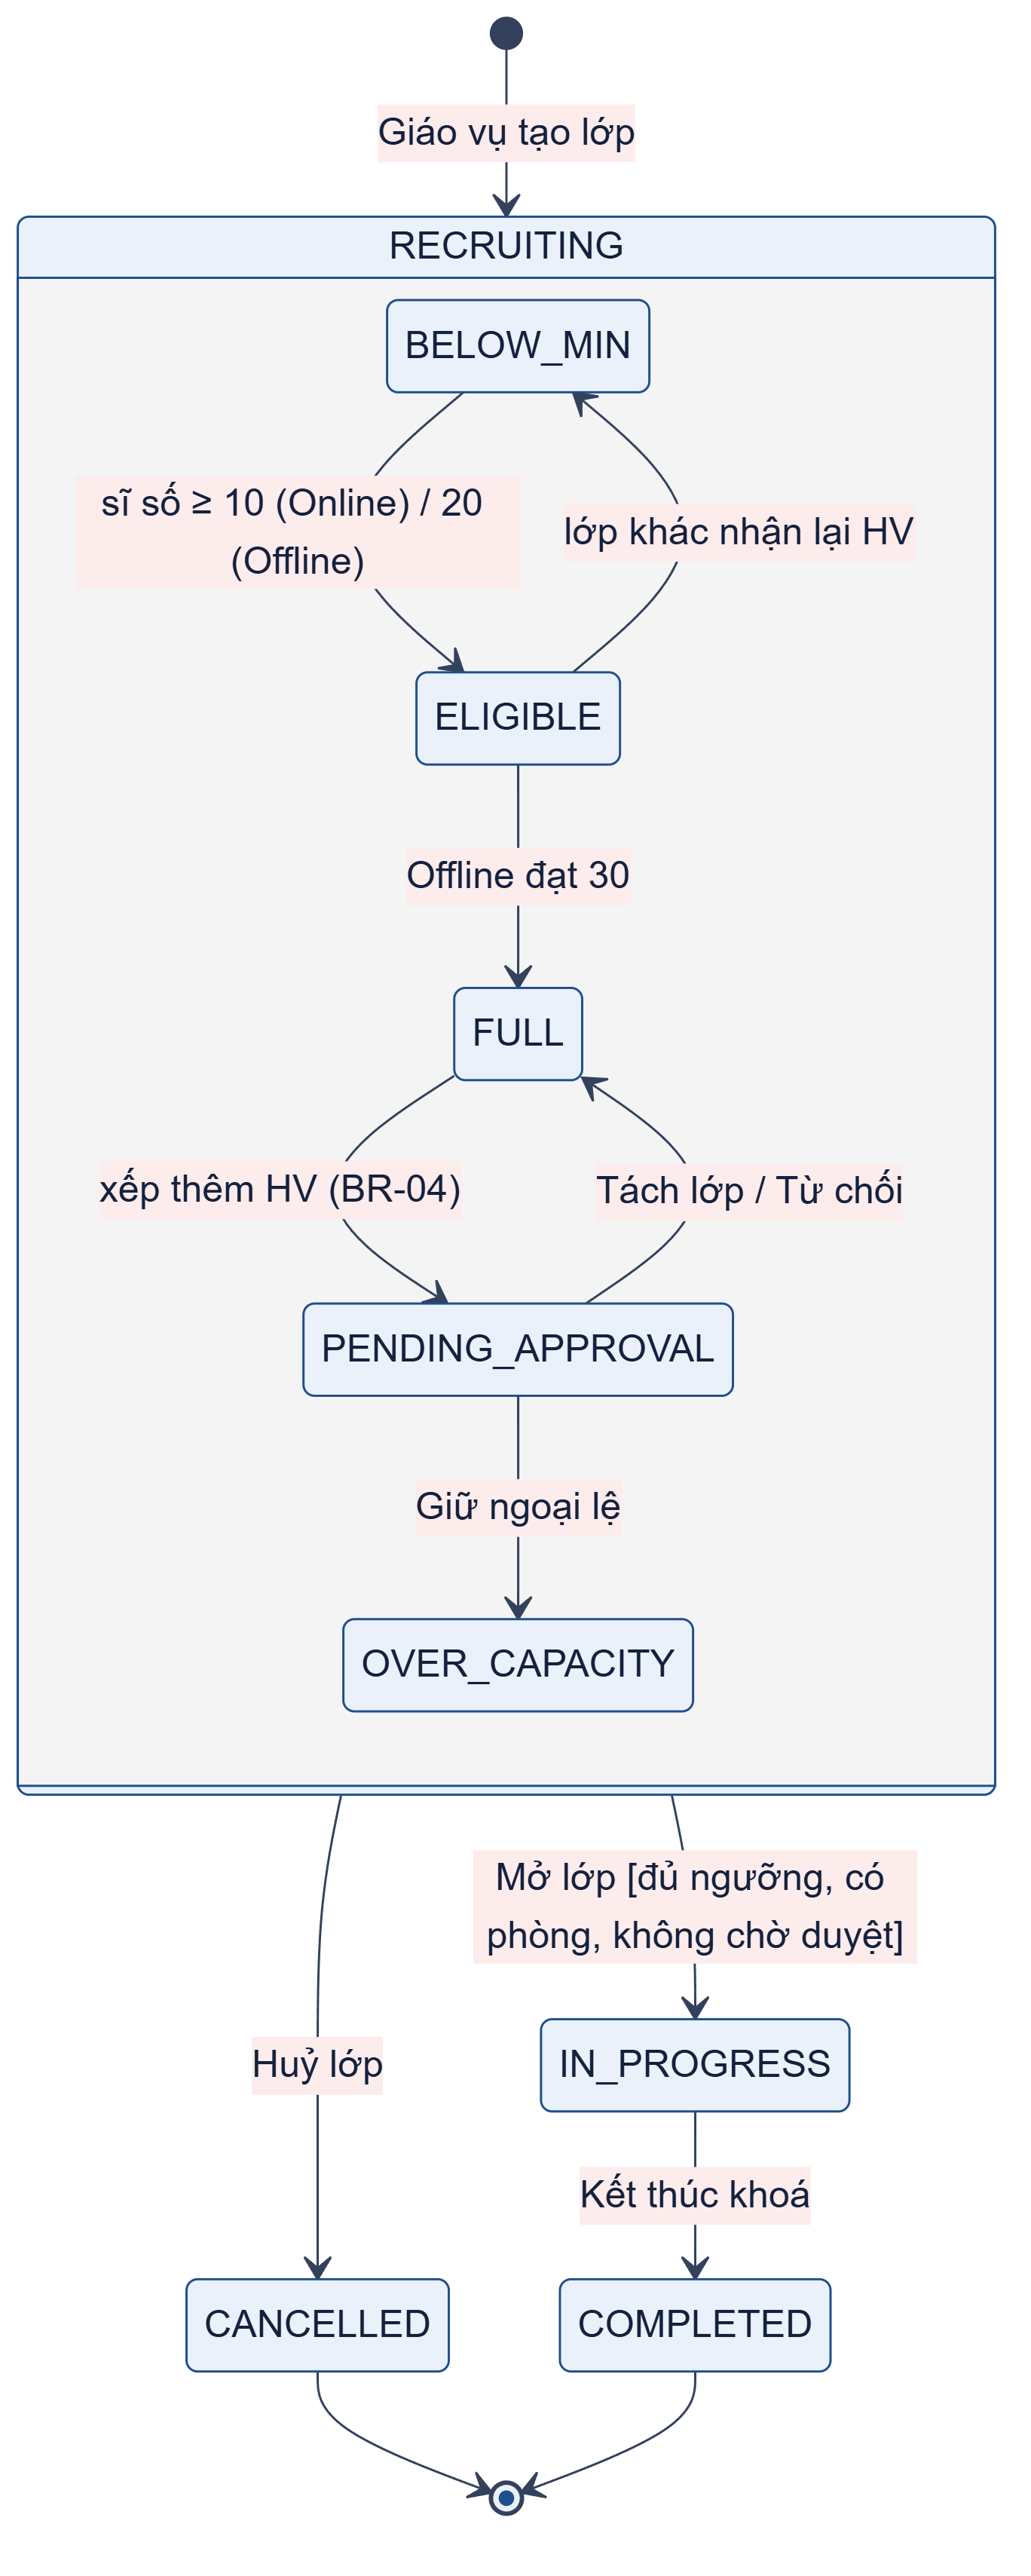 Giáo vụ tạo lớp
RECRUITING
BELOW_MIN
sĩ số ≥ 10 (Online) / 20
(Offline)
lớp khác nhận lại HV
ELIGIBLE
Offline đạt 30
FULL
xếp thêm HV (BR-04)
Tách lớp / Từ chối
PENDING_APPROVAL
Giữ ngoại lệ
OVER_CAPACITY
Mở lớp [đủ ngưỡng, có
phòng, không chờ duyệt]
Huỷ lớp
IN_PROGRESS
Kết thúc khoá
CANCELLED
COMPLETED